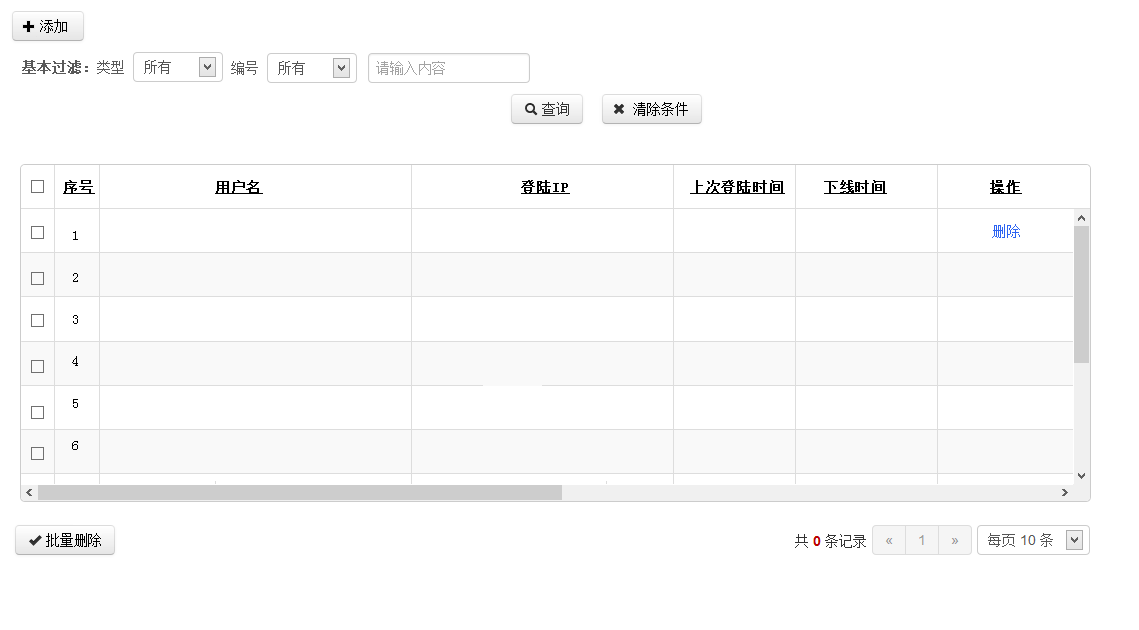 添加
基本过滤：类型 所有 编号 所有 请输入内容
查询 清除条件
序号 用户名 登陆IP 上次登陆时间 下线时间 操作
1 删除
2
3
4
5
6
批量删除 共 0 条记录 « 1 » 每页 10 条